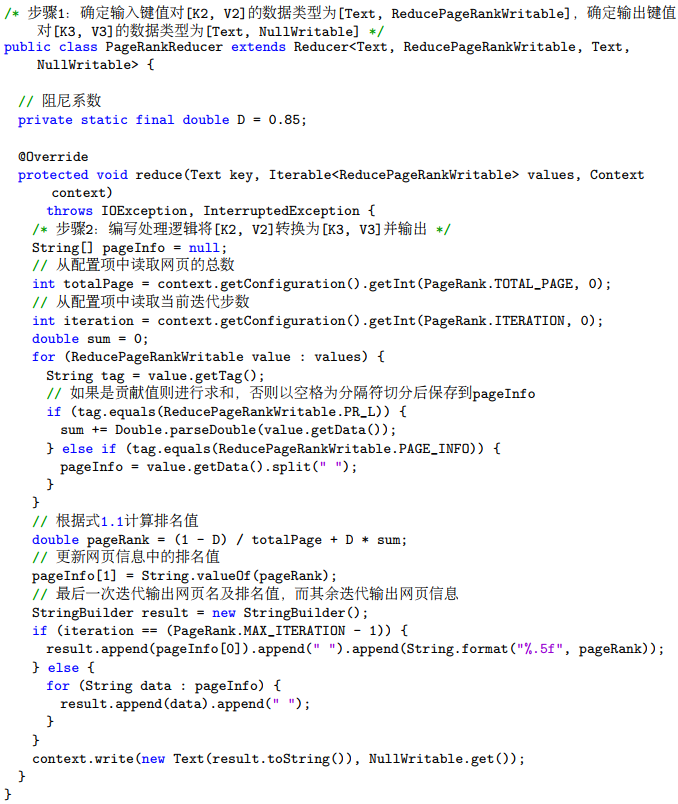 /* 步骤1：确定输入键值对[K2, V2]的数据类型为[Text, ReducePageRankWritable]，确定输出键值
对[K3, V3]的数据类型为[Text, NullWritable] */
public class PageRankReducer extends Reducer<Text, ReducePageRankWritable, Text,
NullWritable> {
// 阻尼系数
private static final double D = 0.85;
@Override
protected void reduce(Text key, Iterable<ReducePageRankWritable> values, Context
context)
throws IOException, InterruptedException {
/* 步骤2：编写处理逻辑将[K2, V2]转换为[K3, V3]并输出 */
String[] pageInfo = null;
// 从配置项中读取网页的总数
int totalPage = context.getConfiguration().getInt(PageRank.TOTAL_PAGE, 0);
// 从配置项中读取当前迭代步数
int iteration = context.getConfiguration().getInt(PageRank.ITERATION, 0);
double sum = 0;
for (ReducePageRankWritable value : values) {
String tag = value.getTag();
// 如果是贡献值则进行求和，否则以空格为分隔符切分后保存到pageInfo
if (tag.equals(ReducePageRankWritable.PR_L)) {
sum += Double.parseDouble(value.getData());
} else if (tag.equals(ReducePageRankWritable.PAGE_INFO)) {
pageInfo = value.getData().split(" ");
}
}
// 根据式1.1计算排名值
double pageRank = (1 - D) / totalPage + D * sum;
// 更新网页信息中的排名值
pageInfo[1] = String.valueOf(pageRank);
// 最后一次迭代输出网页名及排名值，而其余迭代输出网页信息
StringBuilder result = new StringBuilder();
if (iteration == (PageRank.MAX_ITERATION - 1)) {
result.append(pageInfo[0]).append(" ").append(String.format("%.5f", pageRank));
} else {
for (String data : pageInfo) {
result.append(data).append(" ");
}
}
context.write(new Text(result.toString()), NullWritable.get());
}
}